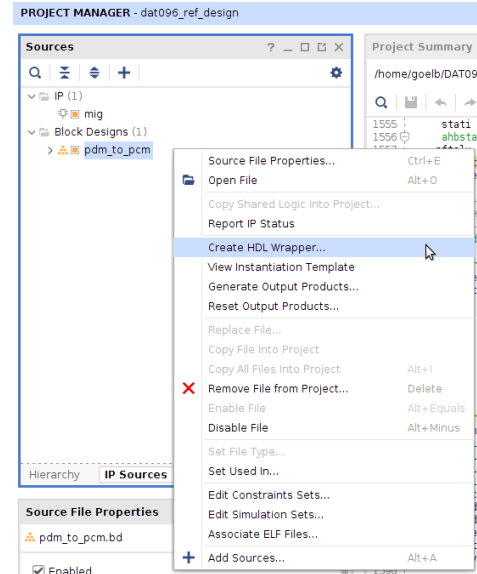 PROJECT MANAGER - dat096_ref_design
Sources
Project Summary
/home/goelb/DAT09
IP (1)
mig
Block Designs (1)
pdm_to_pcm
1555 stati
1556 ahbsta
Source File Properties... Ctrl+E
Open File Alt+O
Copy Shared Logic into Project...
Report IP Status
Create HDL Wrapper...
View Instantiation Template
Generate Output Products...
Reset Output Products...
Replace File...
Copy File Into Project
Copy All Files Into Project Alt+I
Remove File from Project... Delete
Enable File Alt+Equals
Disable File Alt+Minus
Set File Type...
Set Used In...
Edit Constraints Sets...
Edit Simulation Sets...
Associate ELF Files...
Add Sources... Alt+A
Hierarchy IP Sources
Source File Properties
pdm_to_pcm.bd
Enabled